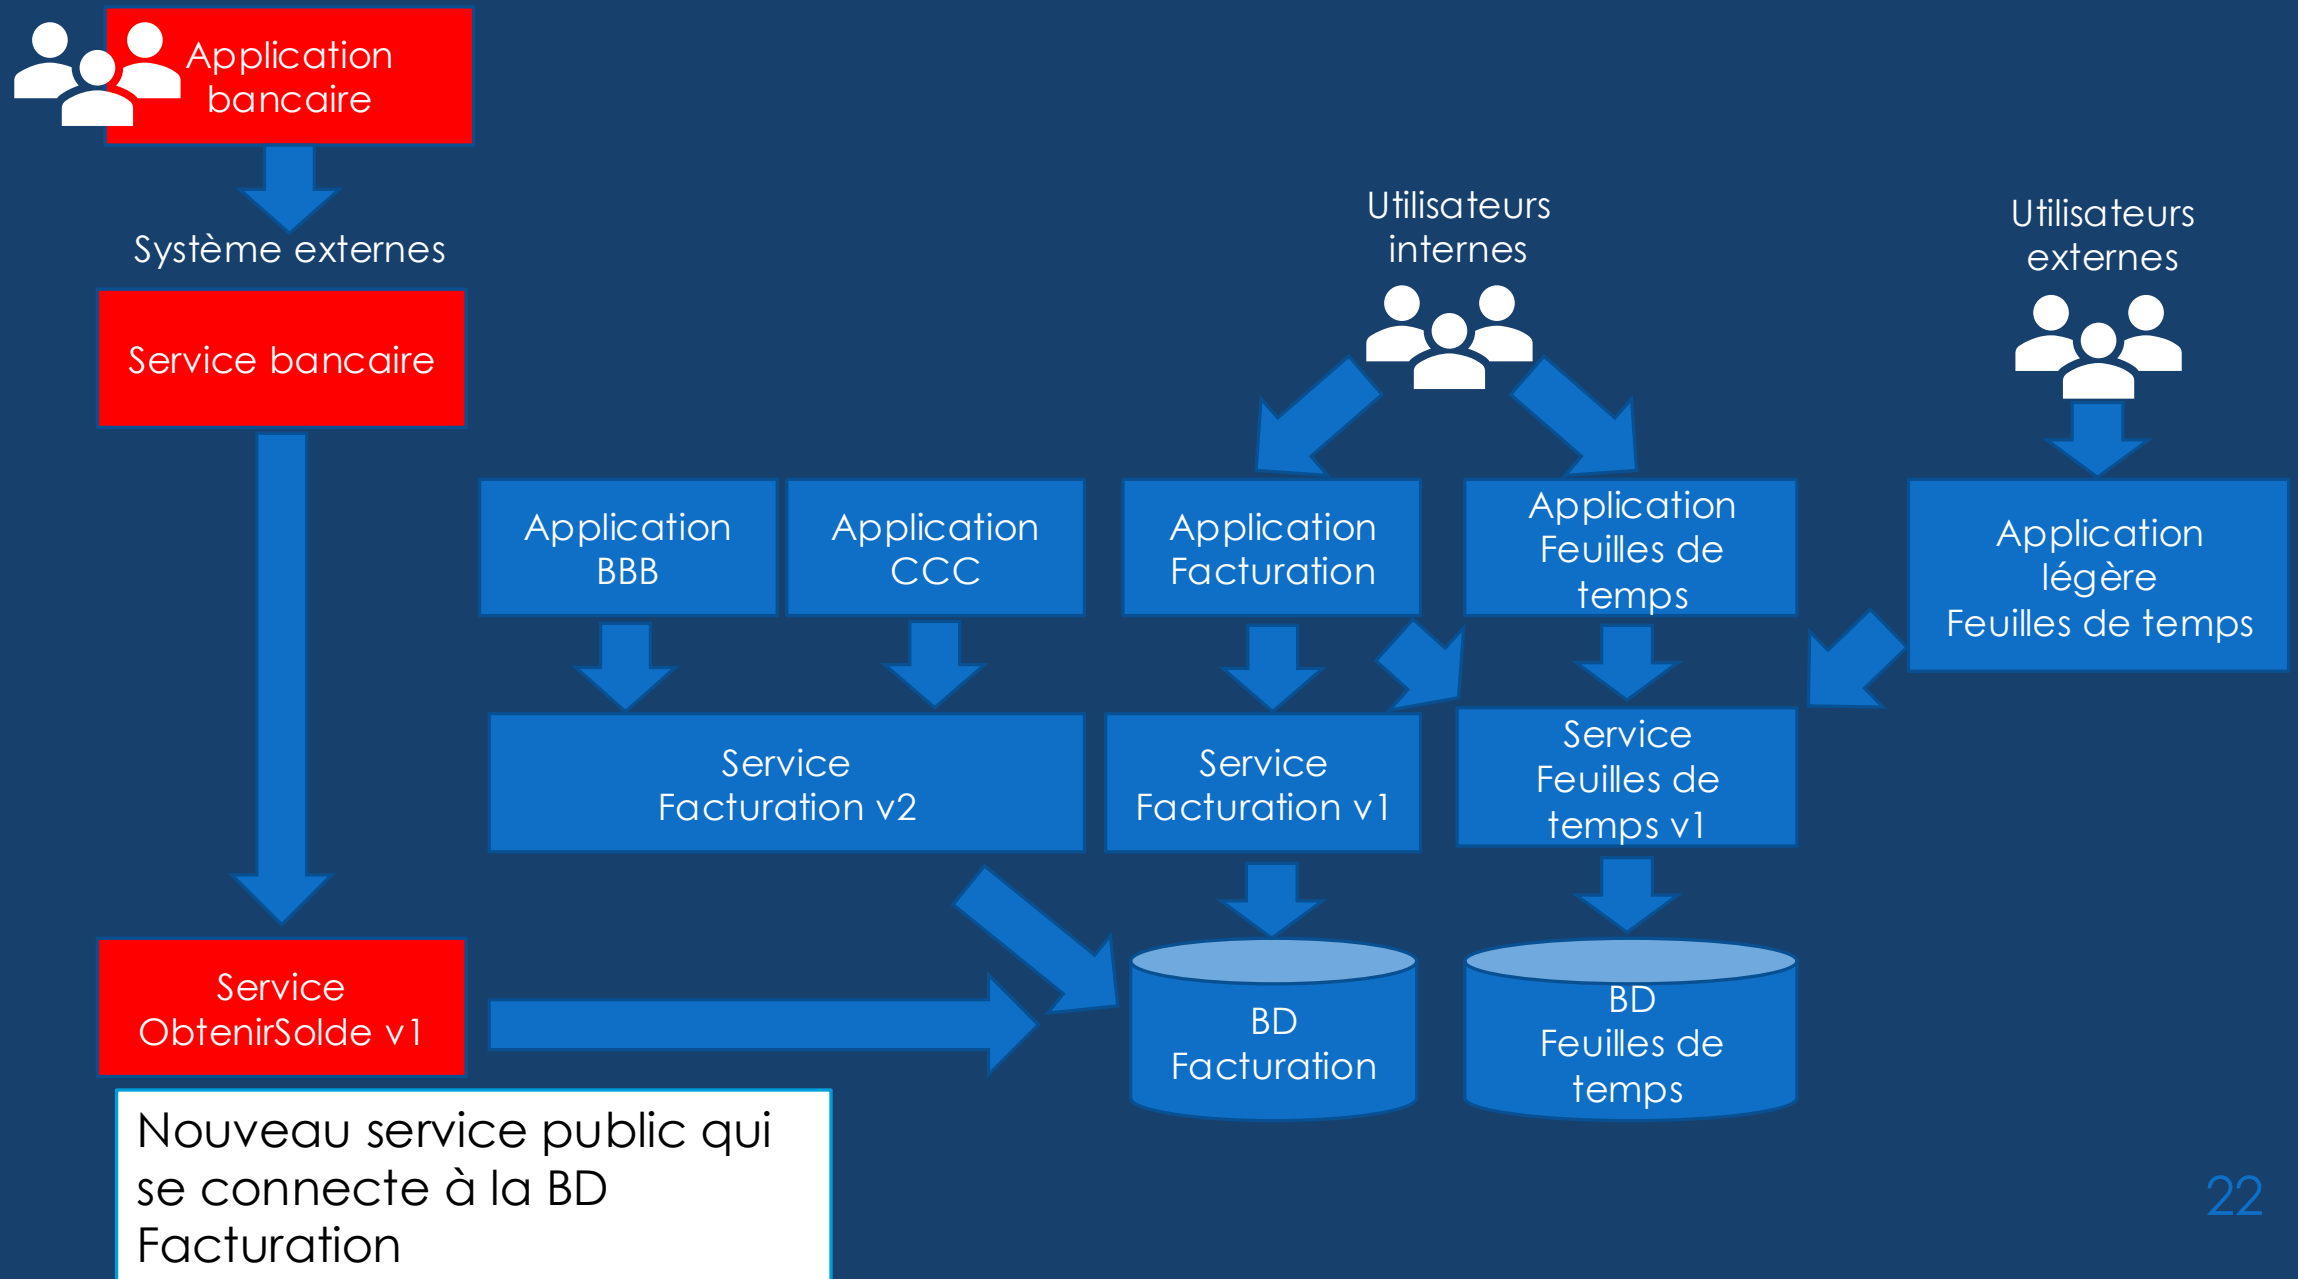 Application
bancaire
Système externes
Service bancaire
Utilisateurs
internes
Utilisateurs
externes
Application
BBB
Application
CCC
Application
Facturation
Application
Feuilles de
temps
Application
légère
Feuilles de temps
Service
Facturation v2
Service
Facturation v1
Service
Feuilles de
temps v1
Service
ObtenirSolde v1
BD
Facturation
BD
Feuilles de
temps
Nouveau service public qui
se connecte à la BD
Facturation
22